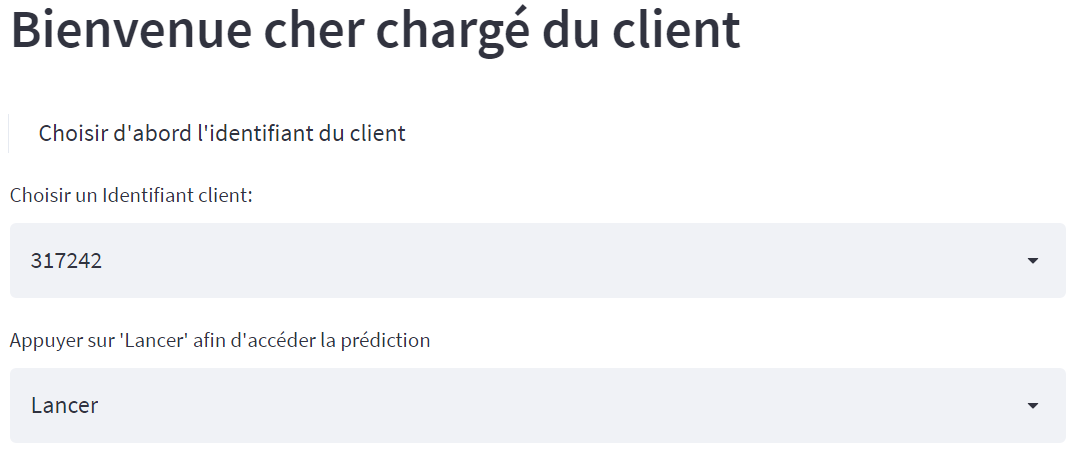 Bienvenue cher chargé du client
Choisir d'abord l'identifiant du client
Choisir un Identifiant client:
317242
Appuyer sur 'Lancer' afin d'accéder la prédiction
Lancer